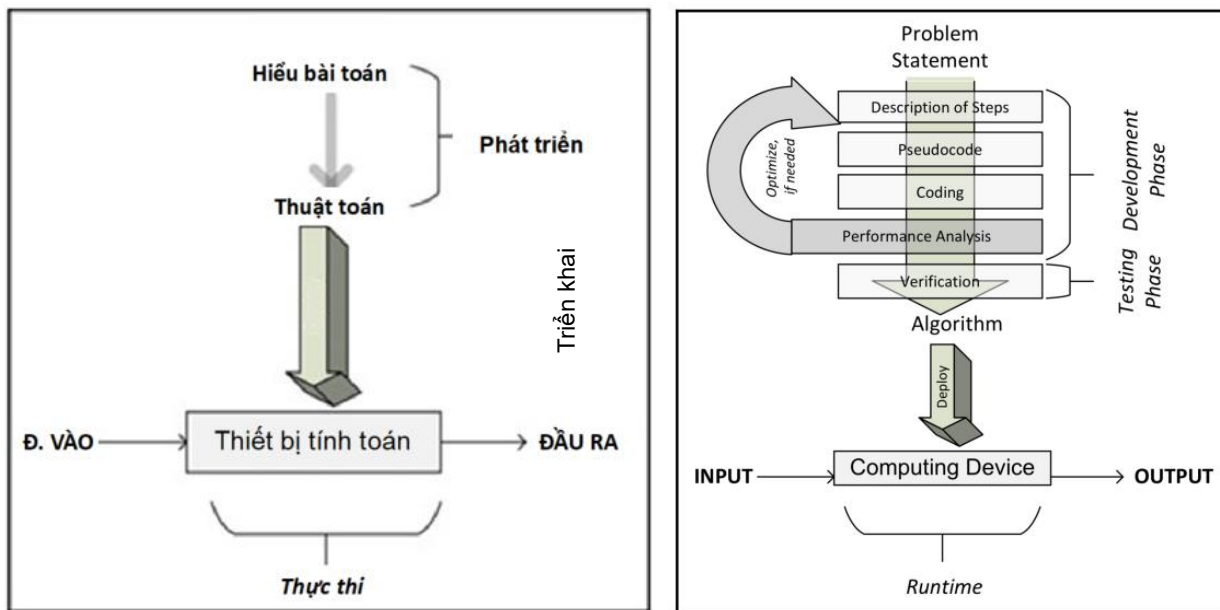 Hiểu bài toán
Phát triển
Thuật toán
Triển khai
Đ. VÀO
Thiết bị tính toán
ĐẦU RA
Thực thi
Problem
Statement
Description of Steps
Pseudocode
Coding
Performance Analysis
Verification
Optimize,
if needed
Development
Phase
Testing
Phase
Algorithm
Deploy
INPUT
Computing Device
OUTPUT
Runtime